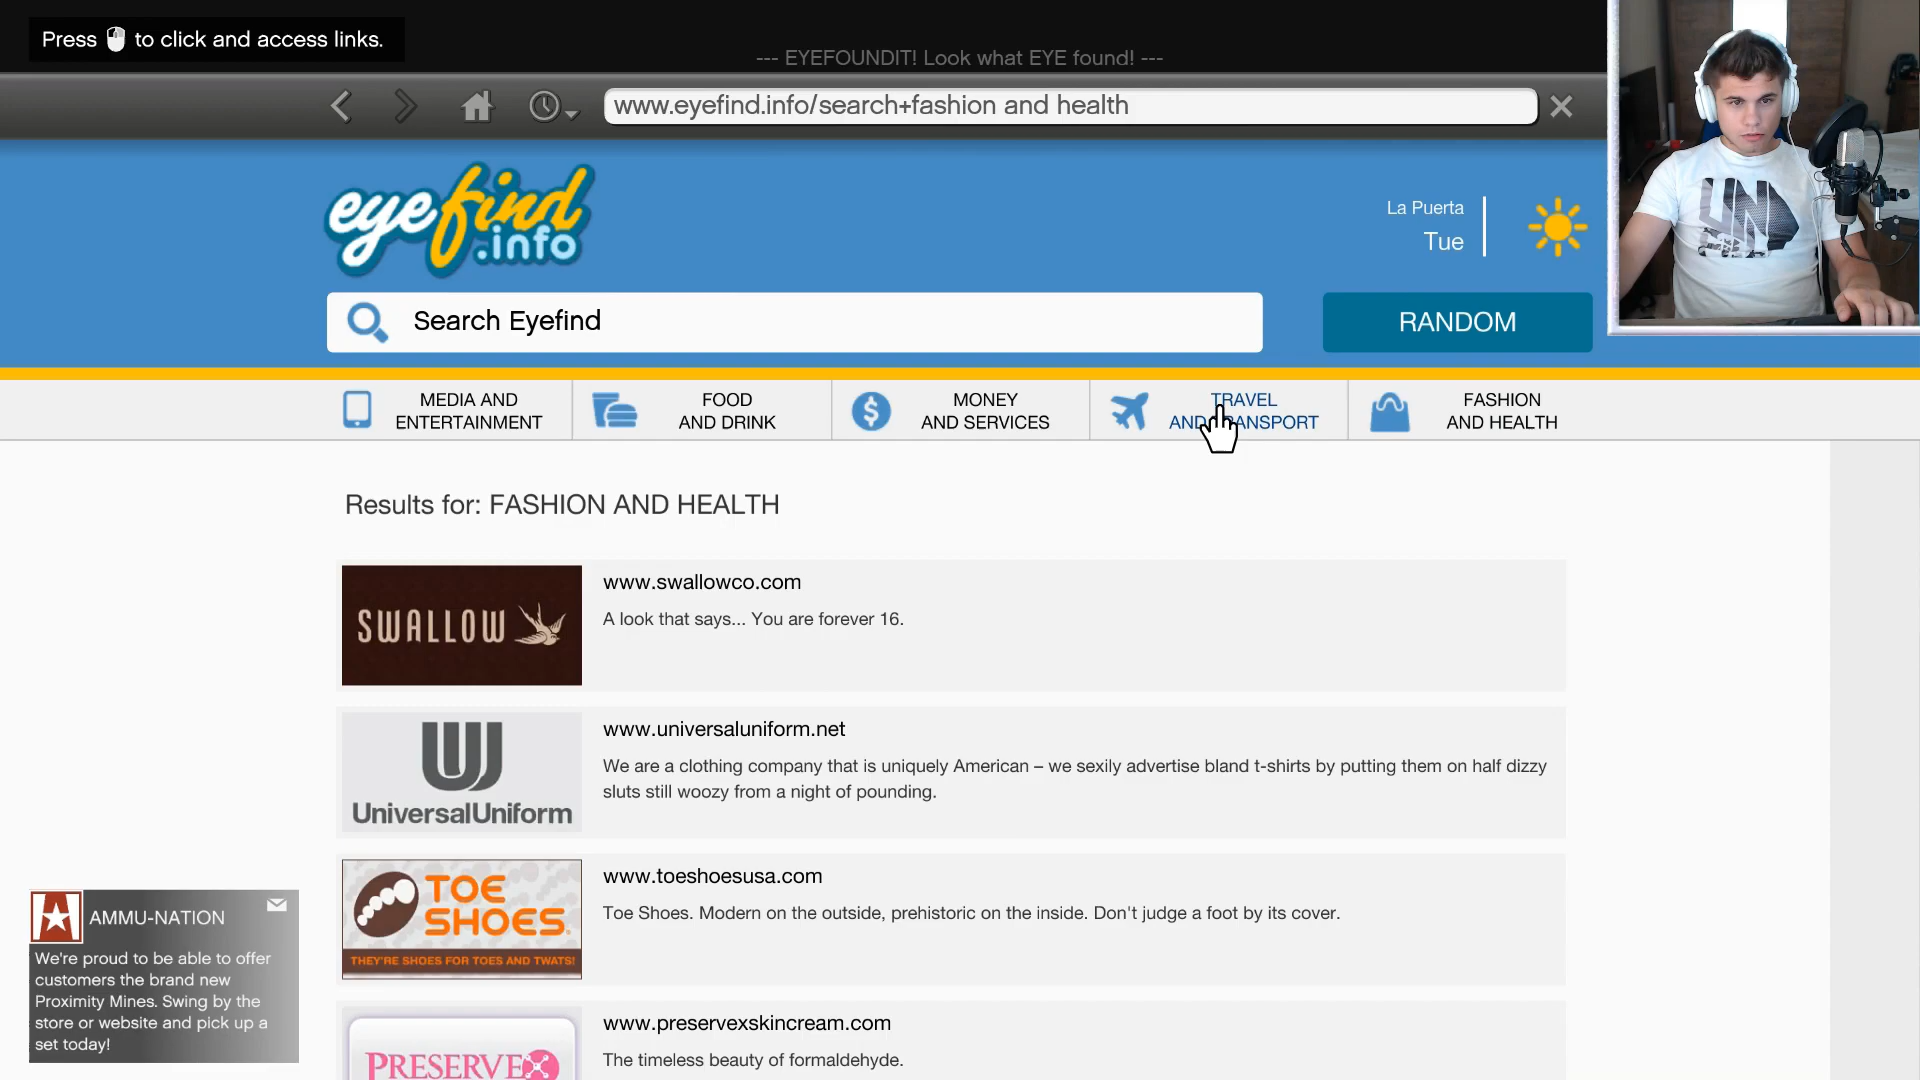 Press to click and access links.
--- EYEFOUNDIT! Look what EYE found! ---
www.eyefind.info/search+fashion and health
eyefind
.info
La Puerta
Tue
Search Eyefind
RANDOM
MEDIA AND
ENTERTAINMENT
FOOD
AND DRINK
MONEY
AND SERVICES
TRAVEL
AND TRANSPORT
FASHION
AND HEALTH
Results for: FASHION AND HEALTH
SWALLOW
www.swallowco.com
A look that says... You are forever 16.
UniversalUniform
www.universaluniform.net
We are a clothing company that is uniquely American – we sexily advertise bland t-shirts by putting them on half dizzy
sluts still woozy from a night of pounding.
TOE
SHOES
THEY'RE SHOES FOR TOES AND TWATS!
www.toeshoesusa.com
Toe Shoes. Modern on the outside, prehistoric on the inside. Don't judge a foot by its cover.
PRESERVEX
www.preservexskincream.com
The timeless beauty of formaldehyde.
AMMU-NATION
We're proud to be able to offer
customers the brand new
Proximity Mines. Swing by the
store or website and pick up a
set today!